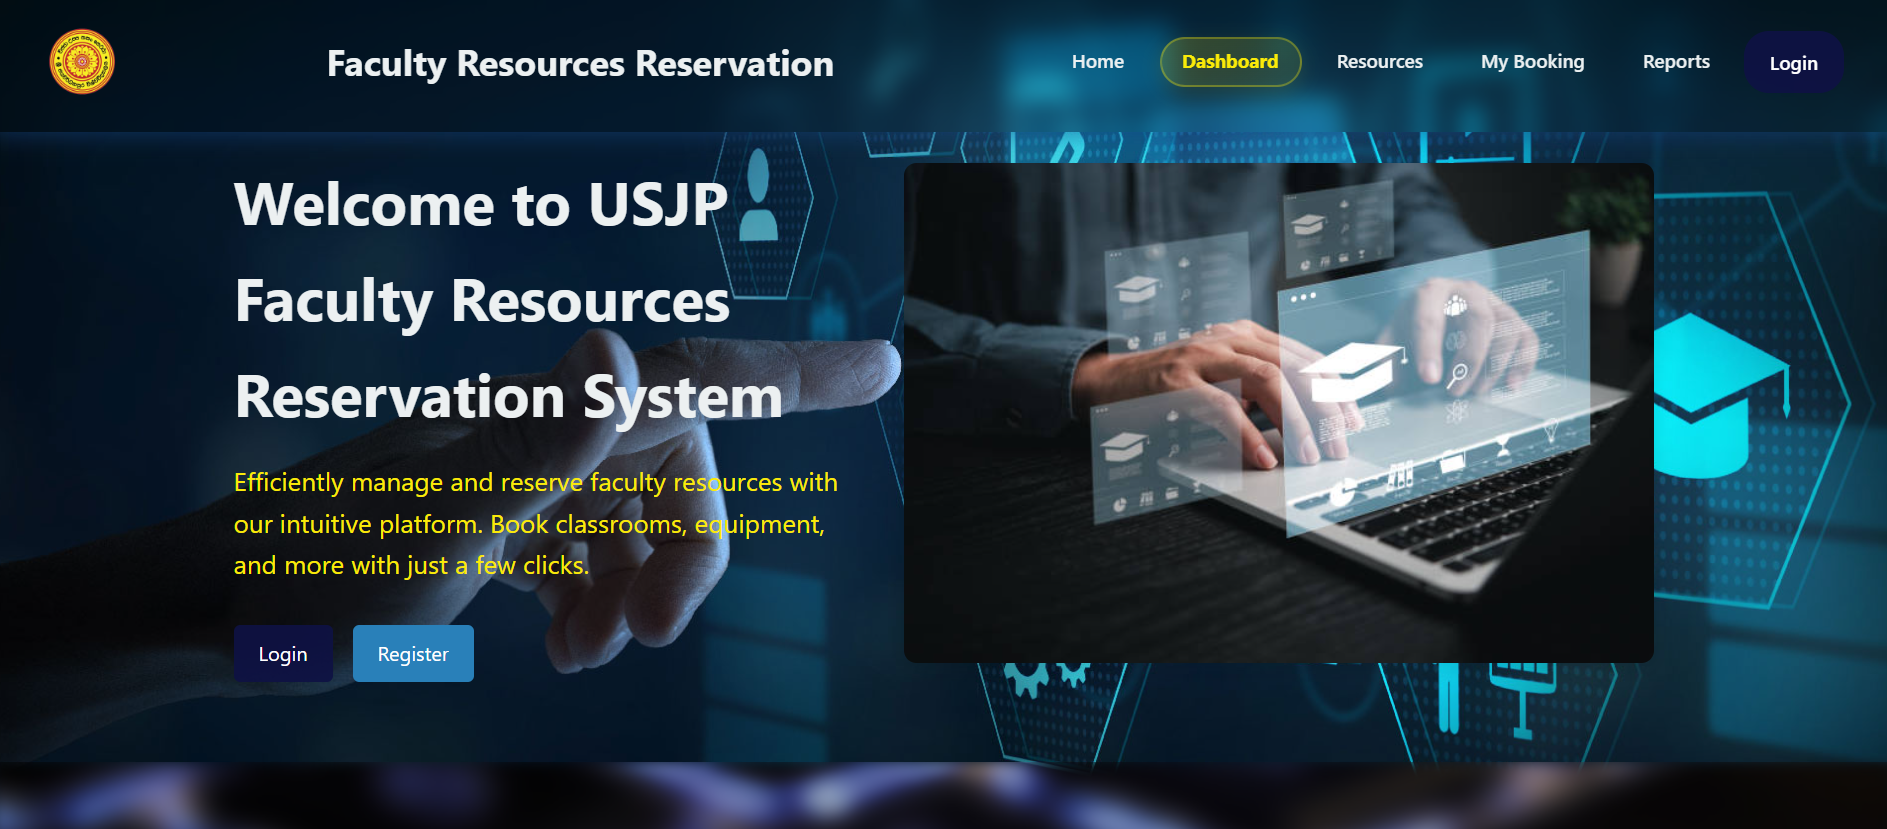 Faculty Resources Reservation
Home
Dashboard
Resources
My Booking
Reports
Login
Welcome to USJP
Faculty Resources
Reservation System
Efficiently manage and reserve faculty resources with
our intuitive platform. Book classrooms, equipment,
and more with just a few clicks.
Login
Register